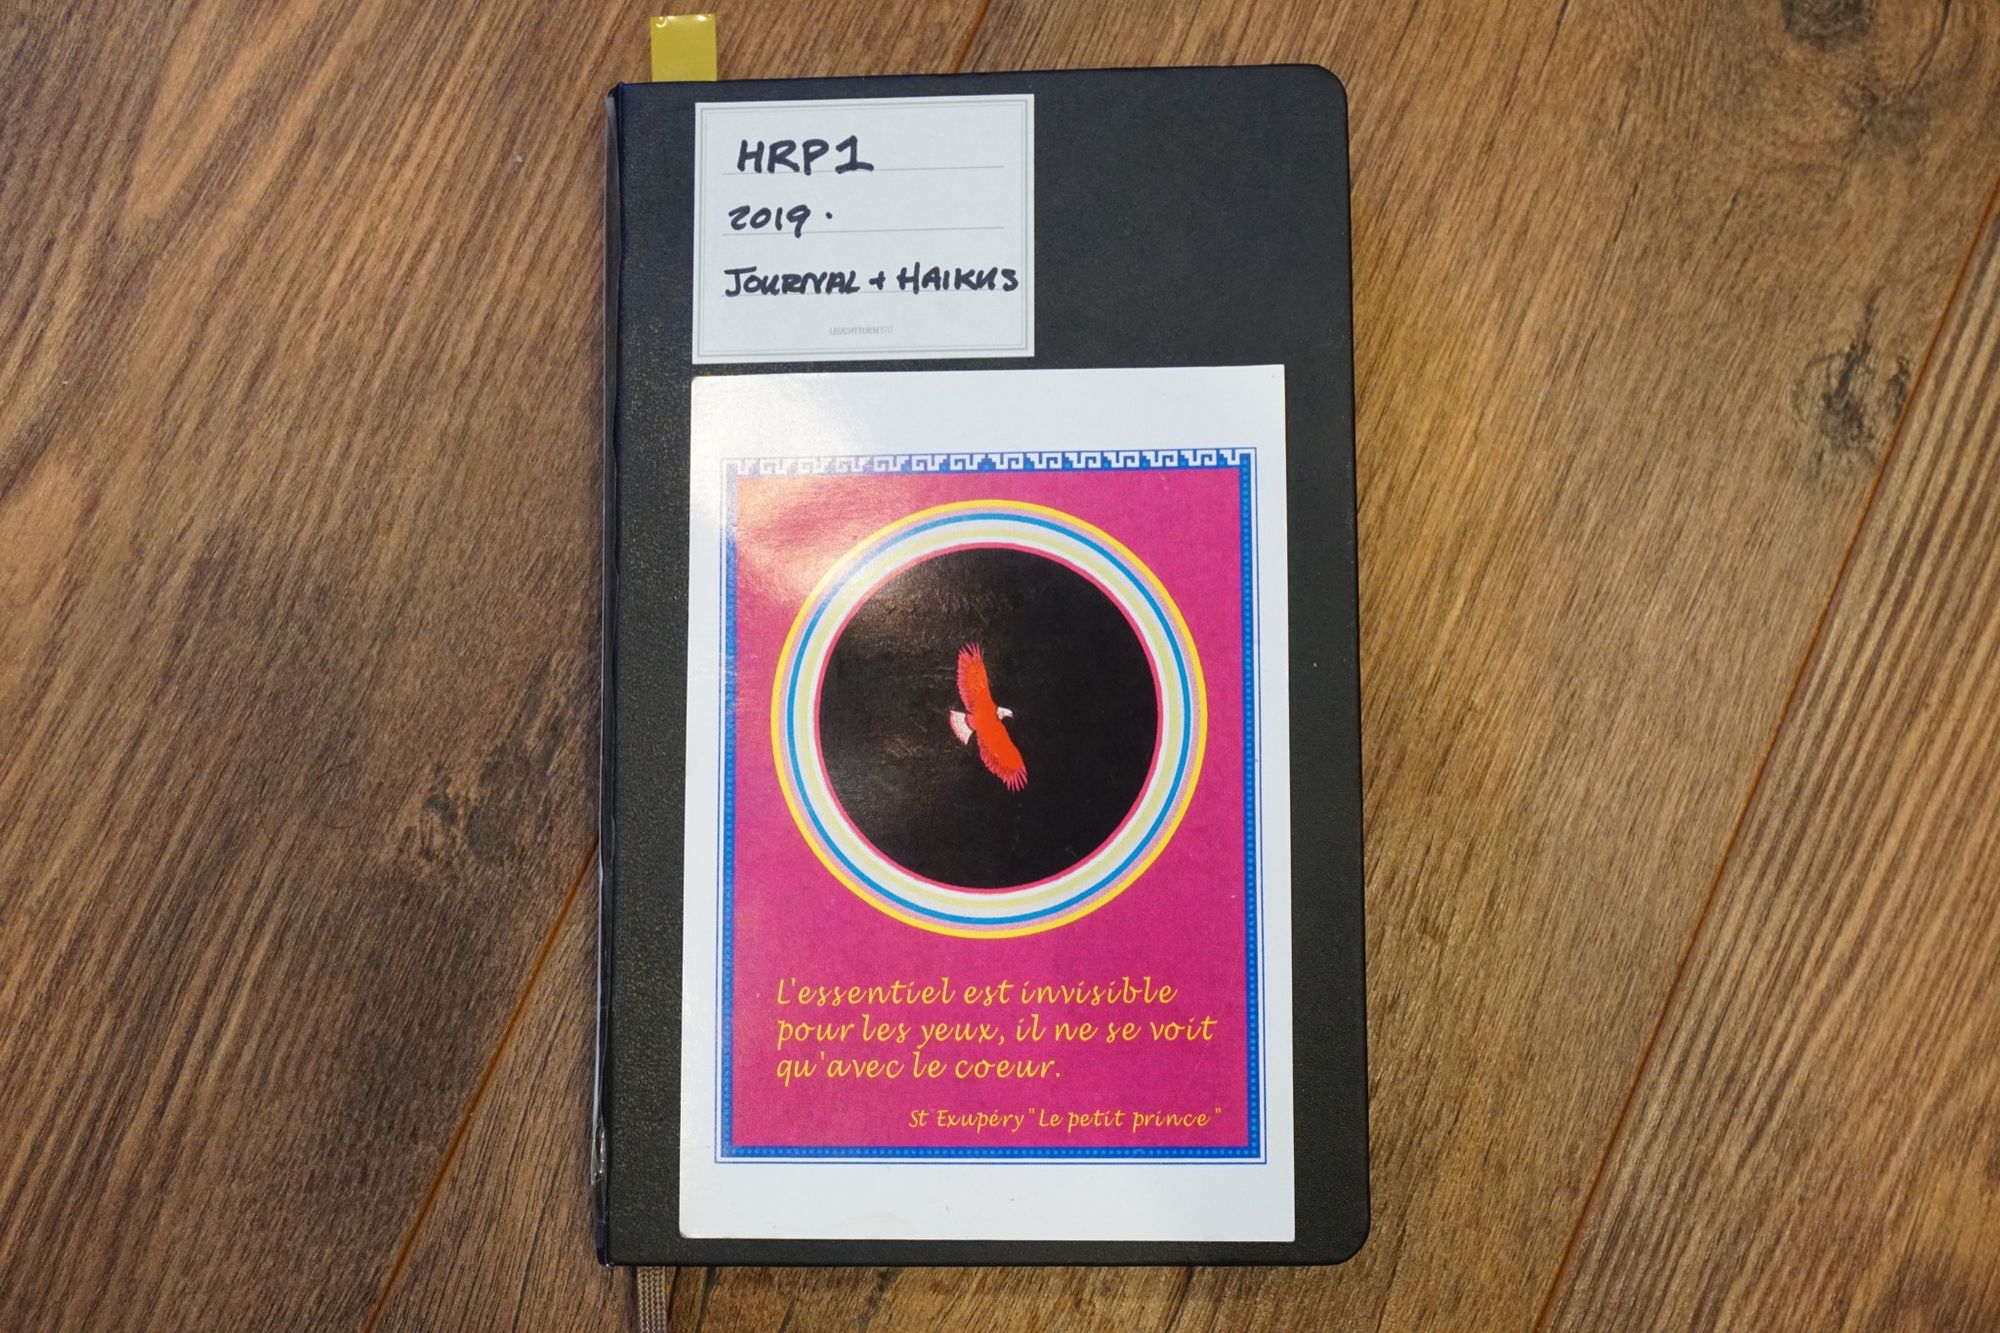 HRP1
2019.
JOURNAL + HAIKUS
LEUCHTTURM1917
L'essentiel est invisible
pour les yeux, il ne se voit
qu'avec le coeur.
St Exupéry "Le petit prince"